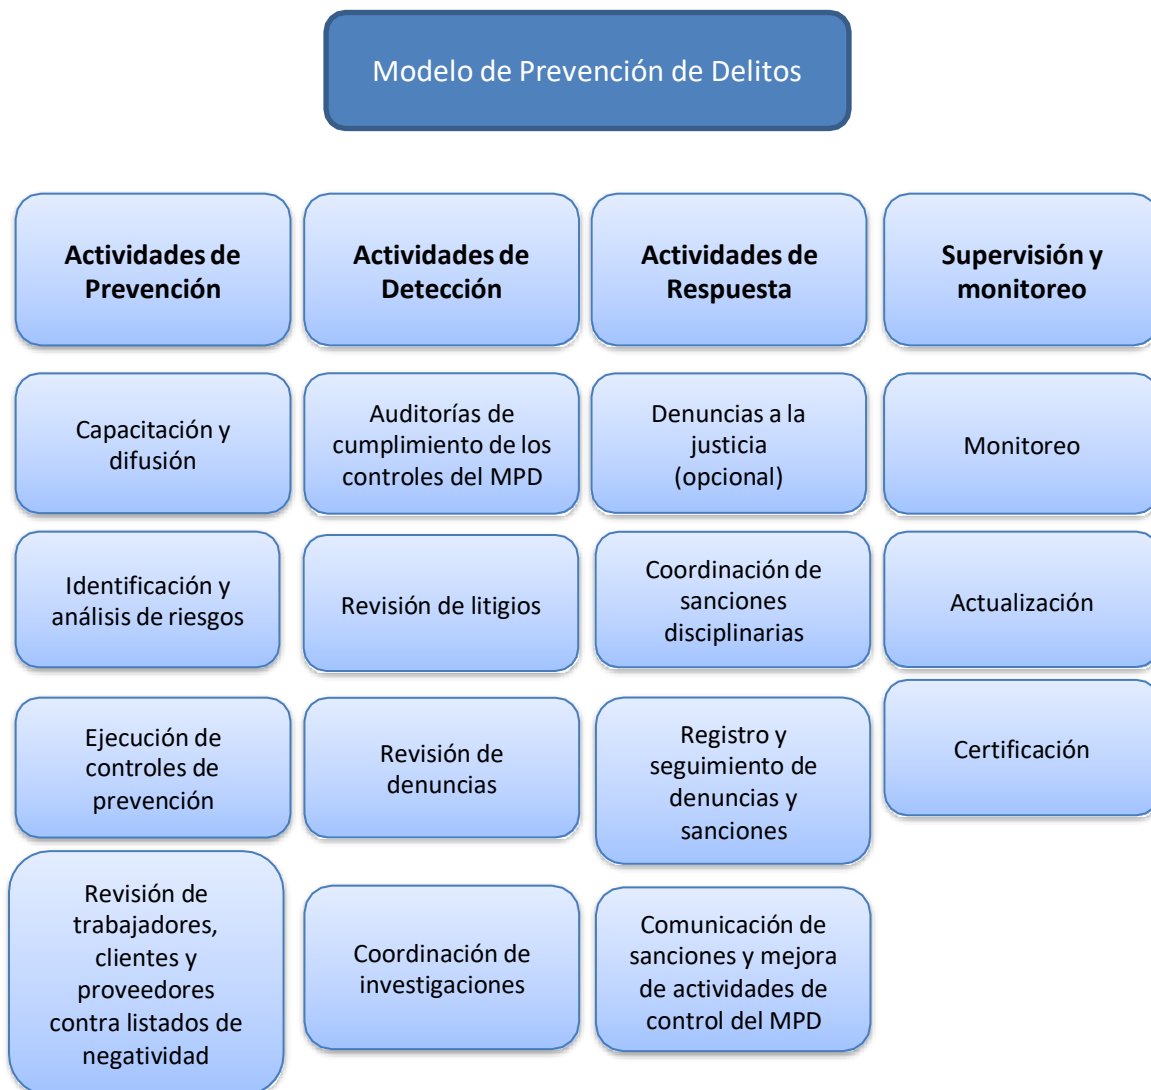 Modelo de Prevención de Delitos
Actividades de
Prevención
Capacitación y
difusión
Identificación y
análisis de riesgos
Ejecución de
controles de
prevención
Revisión de
trabajadores,
clientes y
proveedores
contra listados de
negatividad
Actividades de
Detección
Auditorías de
cumplimiento de los
controles del MPD
Revisión de litigios
Revisión de
denuncias
Coordinación de
investigaciones
Actividades de
Respuesta
Denuncias a la
justicia
(opcional)
Coordinación de
sanciones
disciplinarias
Registro y
seguimiento de
denuncias y
sanciones
Comunicación de
sanciones y mejora
de actividades de
control del MPD
Supervisión y
monitoreo
Monitoreo
Actualización
Certificación